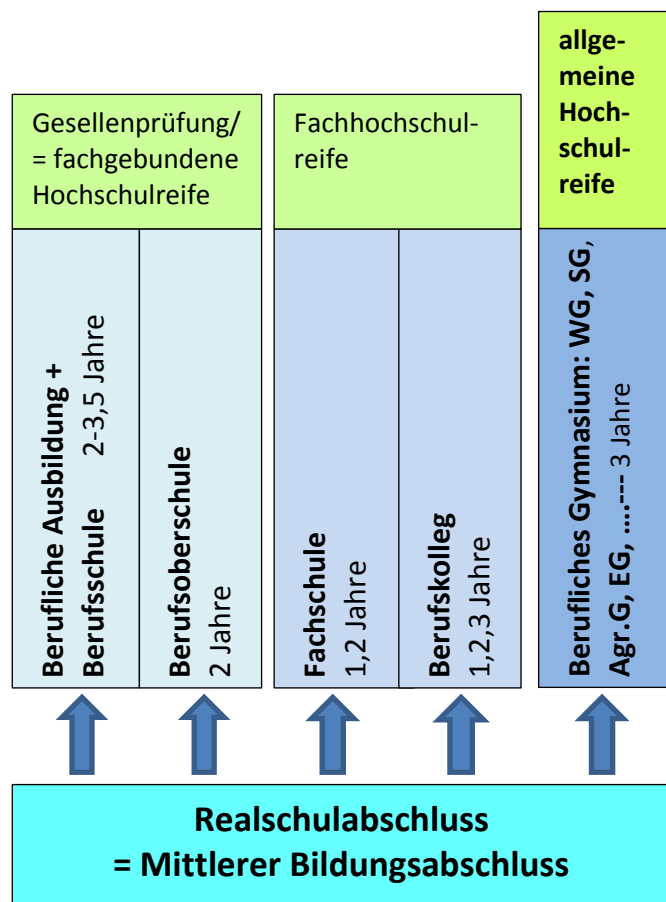 Gesellenprüfung/
= fachgebundene
Hochschulreife
Fachhochschul-
reife
allge-
meine
Hoch-
schul-
reife
Berufliche Ausbildung +
Berufsschule 2-3,5 Jahre
Berufsoberschule
2 Jahre
Fachschule
1,2 Jahre
Berufskolleg
1,2,3 Jahre
Berufliches Gymnasium: WG, SG,
Agr.G, EG, ....--- 3 Jahre
Realschulabschluss
= Mittlerer Bildungsabschluss